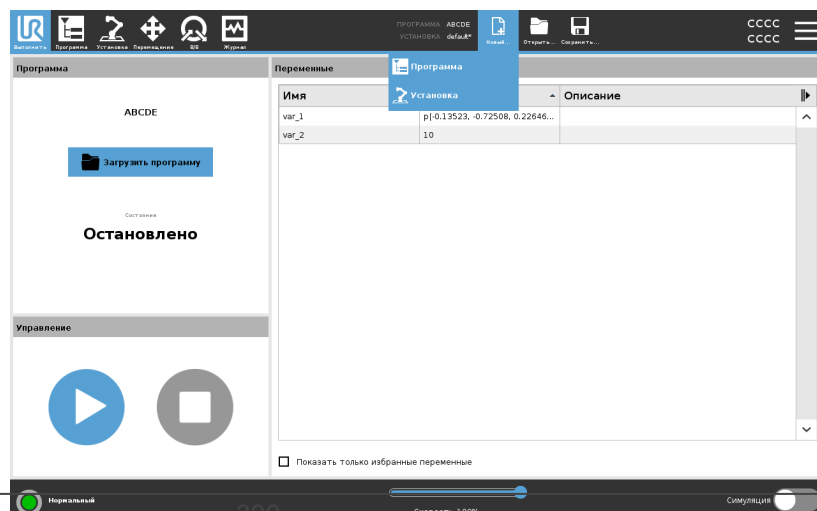 Выполнить Программа Установка Перемещение В/В Журнал
ПРОГРАММА ABCDE
УСТАНОВКА default*
Новый... Открыть... Сохранить...
CCCC
CCCC
Программа
Установка
Программа
ABCDE
Загрузить программу
Состояние
Остановлено
Управление
Переменные
Имя Описание
var_1 p[-0.13523, -0.72508, 0.22646...
var_2 10
Показать только избранные переменные
Нормальный
Скорость 100%
Симуляция